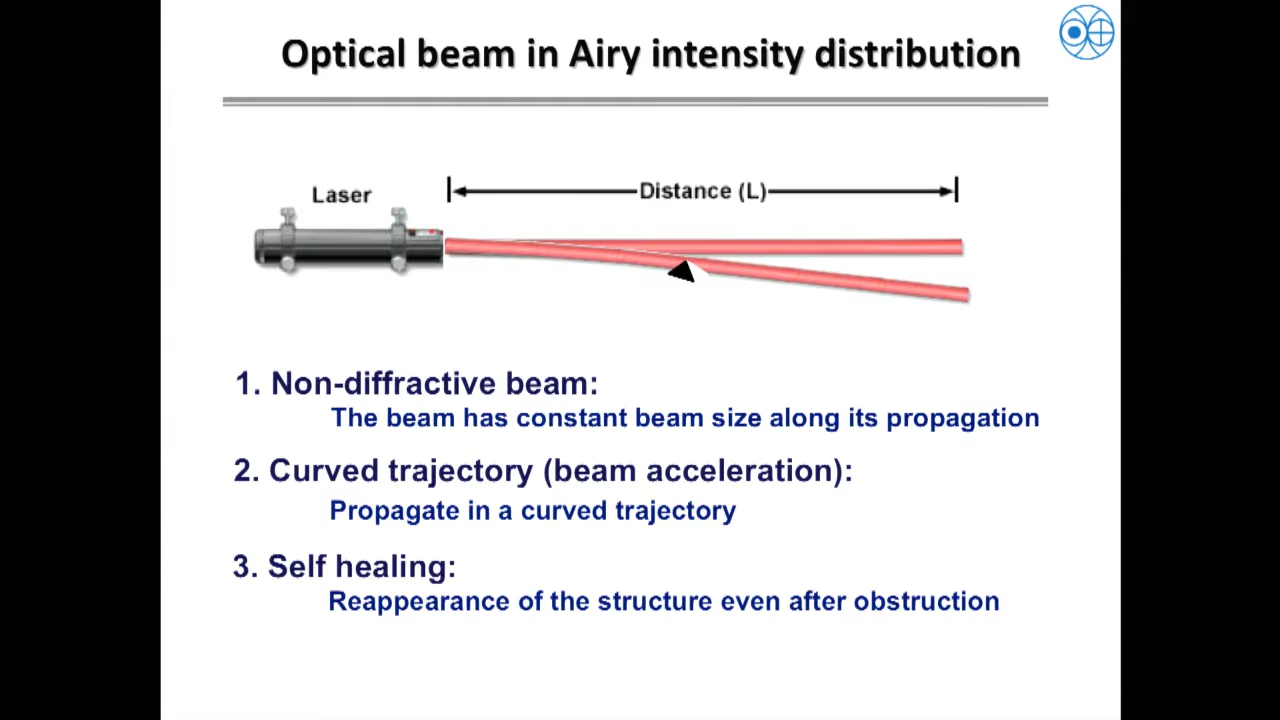 Optical beam in Airy intensity distribution
Laser
Distance (L)
1. Non-diffractive beam:
The beam has constant beam size along its propagation
2. Curved trajectory (beam acceleration):
Propagate in a curved trajectory
3. Self healing:
Reappearance of the structure even after obstruction